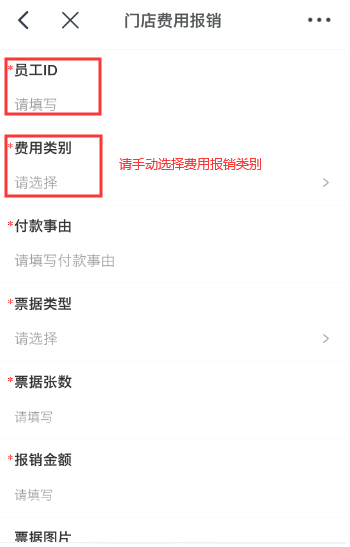 门店费用报销
*员工ID
请填写
*费用类别
请手动选择费用报销类别
请选择
*付款事由
请填写付款事由
*票据类型
请选择
*票据张数
请填写
*报销金额
请填写
票据图片